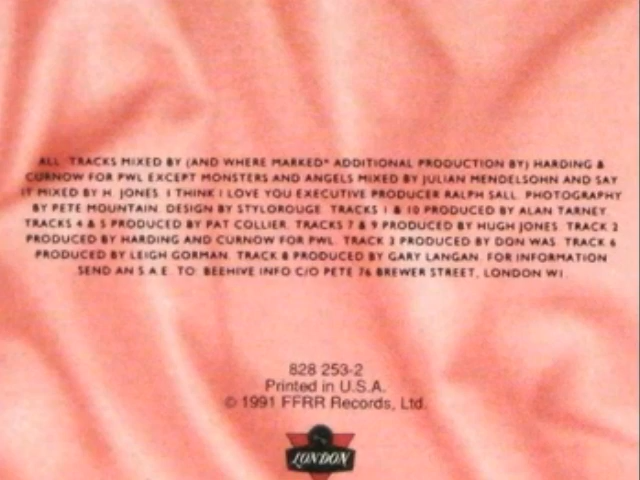 ALL TRACKS MIXED BY (AND WHERE MARKED* ADDITIONAL PRODUCTION BY) HARDING &
CURNOW FOR PWL EXCEPT MONSTERS AND ANGELS MIXED BY JULIAN MENDELSOHN AND SAY
IT MIXED BY H. JONES. I THINK I LOVE YOU EXECUTIVE PRODUCER RALPH SALL. PHOTOGRAPHY
BY PETE MOUNTAIN. DESIGN BY STYLOROUGE. TRACKS 1 & 10 PRODUCED BY ALAN TARNEY.
TRACKS 4 & 5 PRODUCED BY PAT COLLIER. TRACKS 7 & 9 PRODUCED BY HUGH JONES. TRACK 2
PRODUCED BY HARDING AND CURNOW FOR PWL. TRACK 3 PRODUCED BY DON WAS. TRACK 6
PRODUCED BY LEIGH GORMAN. TRACK 8 PRODUCED BY GARY LANGAN. FOR INFORMATION
SEND AN S.A.E. TO: BEEHIVE INFO C/O PETE 76 BREWER STREET, LONDON W1.
828 253-2
Printed in U.S.A.
© 1991 FFRR Records, Ltd.
LONDON